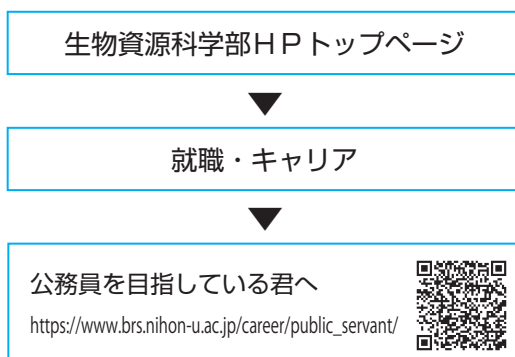 生物資源科学部ＨＰトップページ
▼
就職・キャリア
▼
公務員を目指している君へ
https://www.brs.nihon-u.ac.jp/career/public_servant/